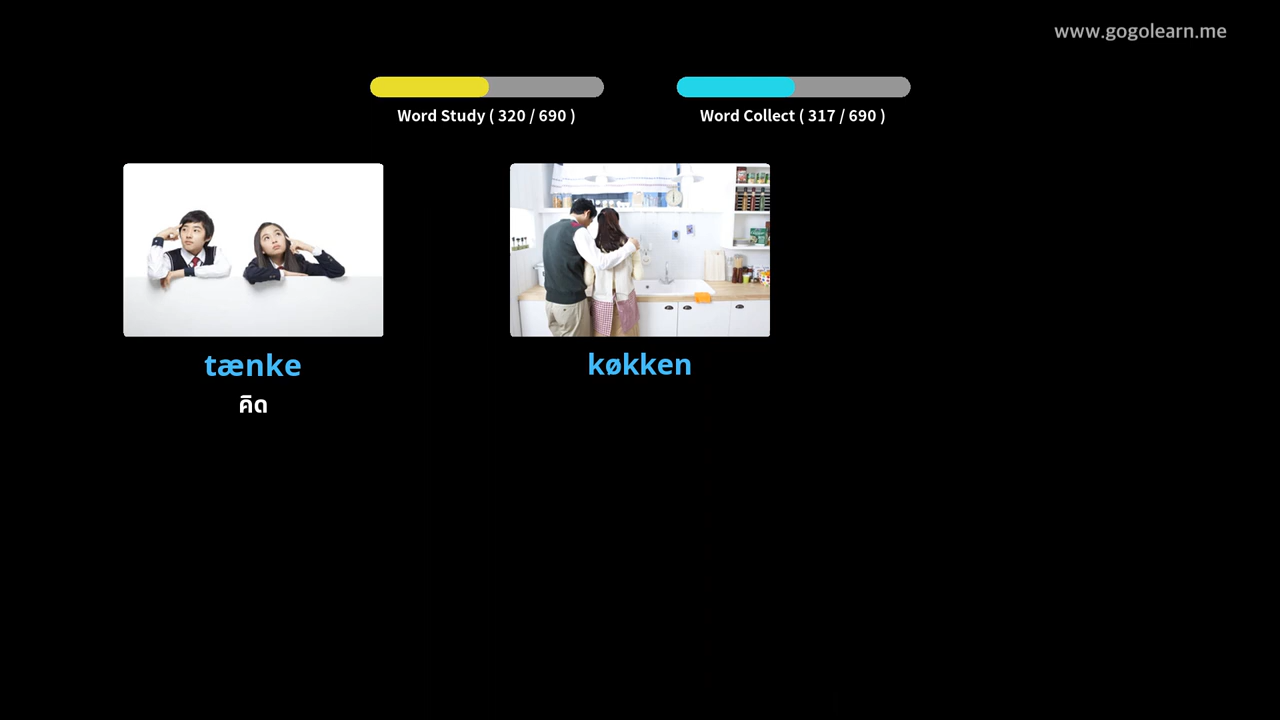 www.gogolearn.me
Word Study ( 320 / 690 )
Word Collect ( 317 / 690 )
tænke
køkken
คิด